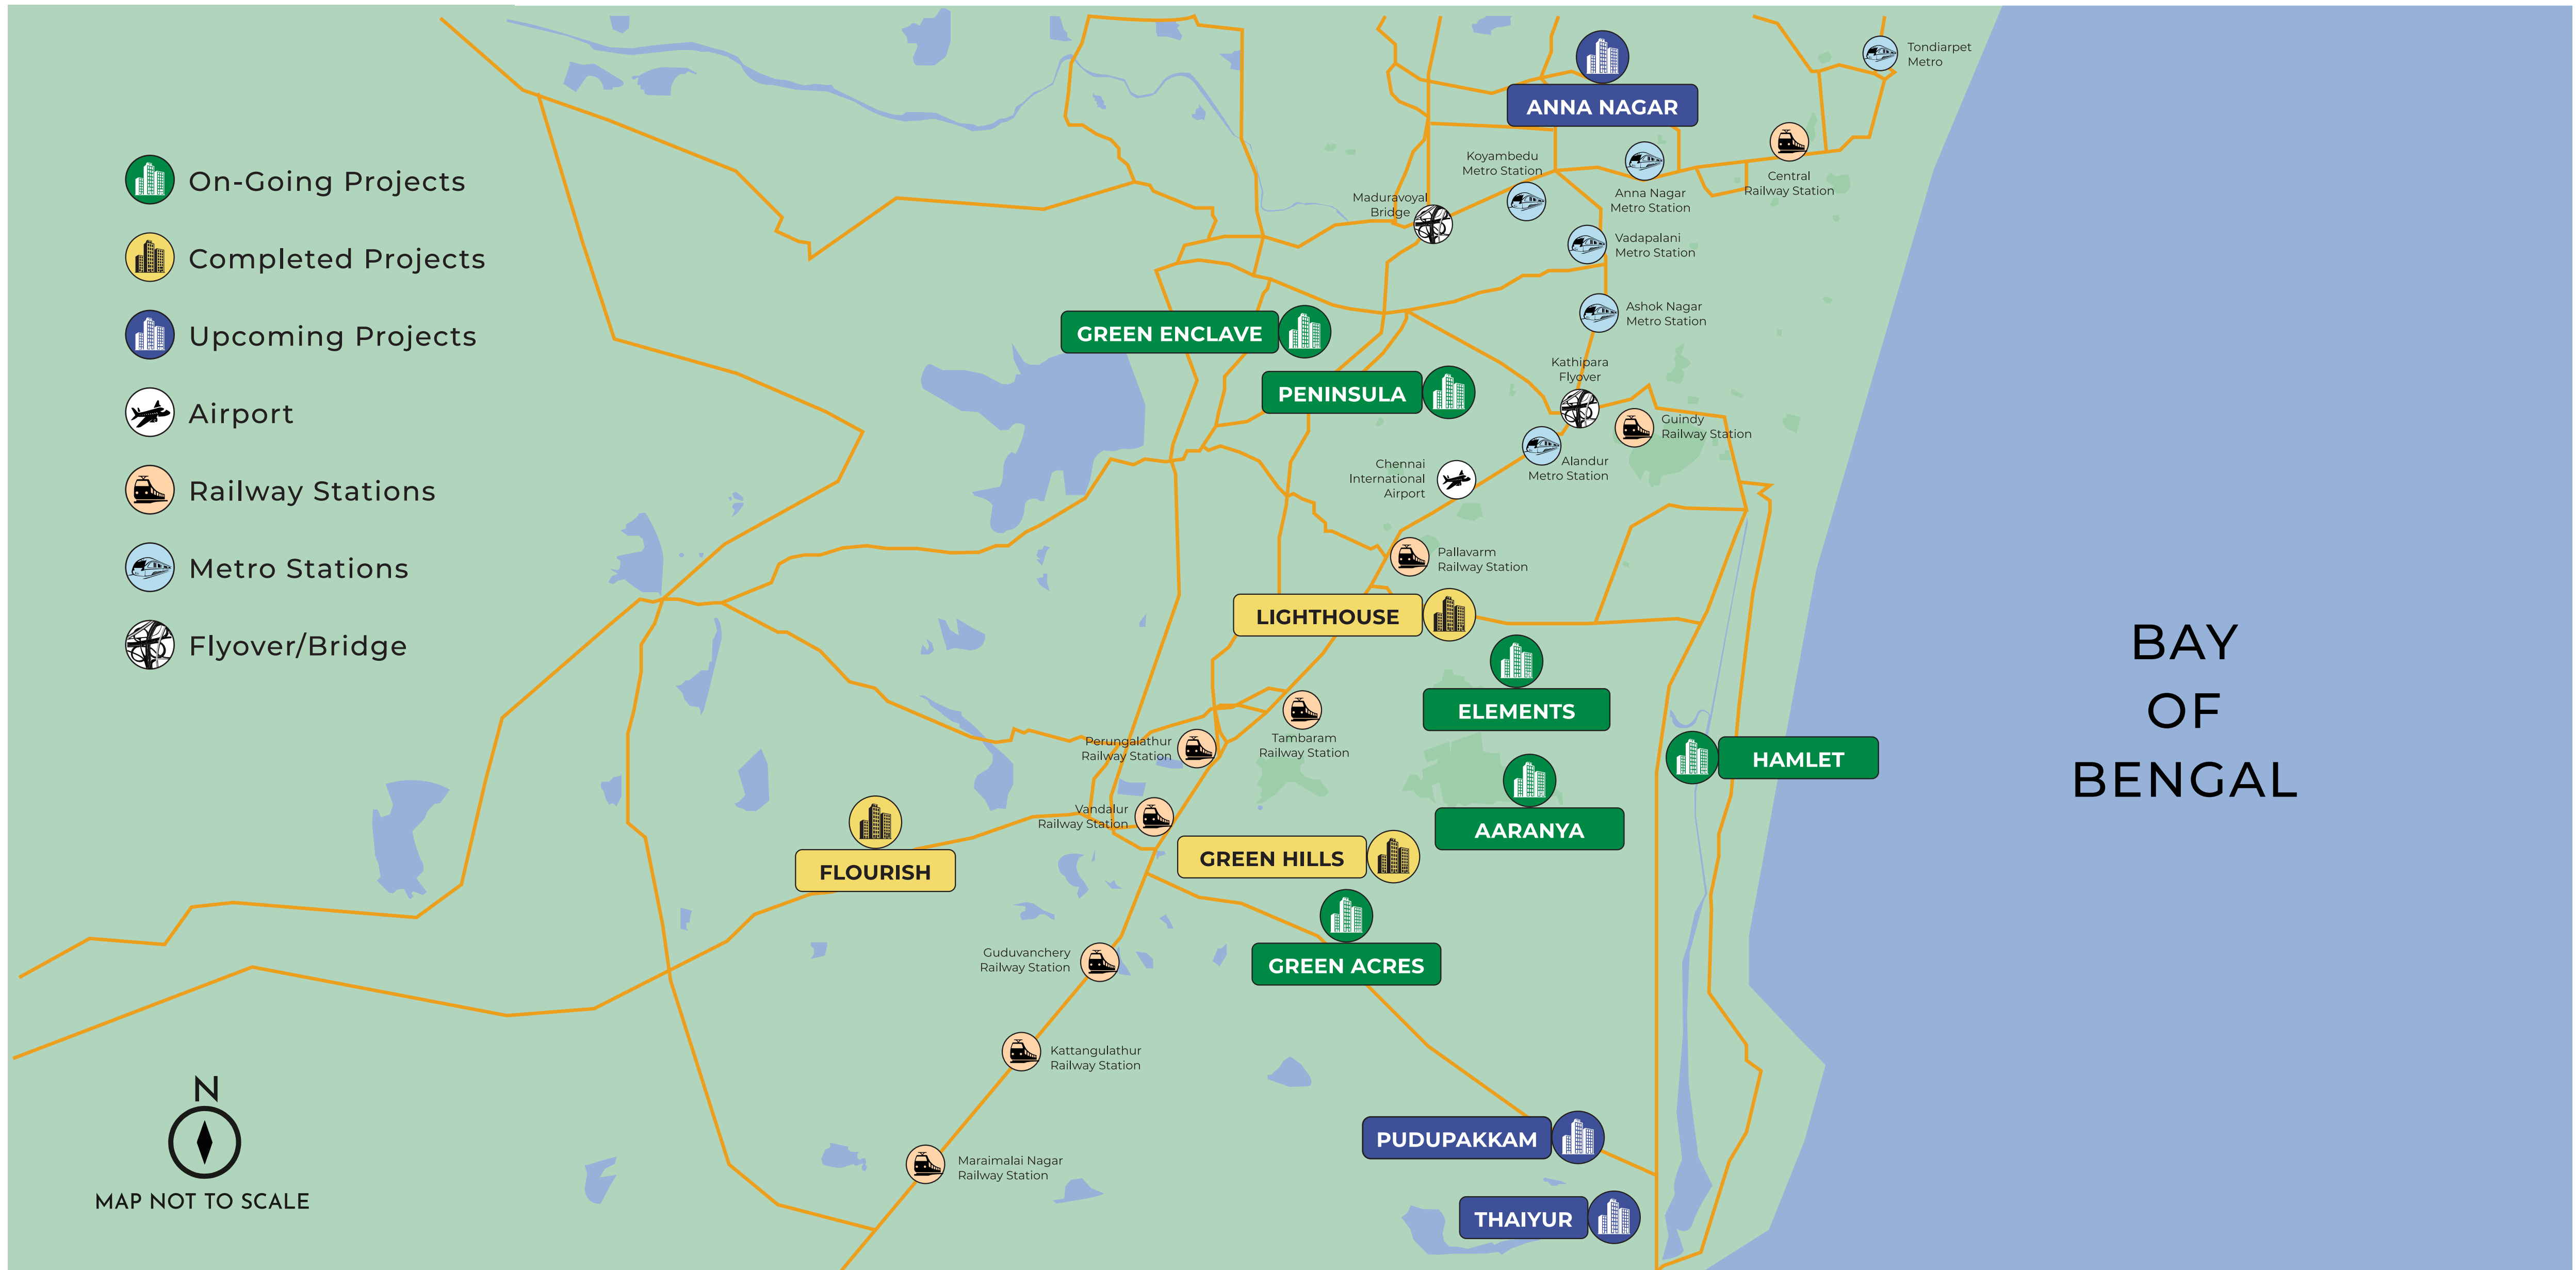 On-Going Projects
Completed Projects
Upcoming Projects
Airport
Railway Stations
Metro Stations
Flyover/Bridge
N
MAP NOT TO SCALE
Tondiarpet
Metro
ANNA NAGAR
Central
Railway Station
Koyambedu
Metro Station
Anna Nagar
Metro Station
Maduravoyal
Bridge
Vadapalani
Metro Station
Ashok Nagar
Metro Station
GREEN ENCLAVE
PENINSULA
Kathipara
Flyover
Guindy
Railway Station
Alandur
Metro Station
Chennai
International
Airport
Pallavarm
Railway Station
LIGHTHOUSE
ELEMENTS
Tambaram
Railway Station
Perungalathur
Railway Station
HAMLET
AARANYA
Vandalur
Railway Station
FLOURISH
GREEN HILLS
GREEN ACRES
Guduvanchery
Railway Station
Kattangulathur
Railway Station
Maraimalai Nagar
Railway Station
PUDUPAKKAM
THAIYUR
BAY
OF
BENGAL